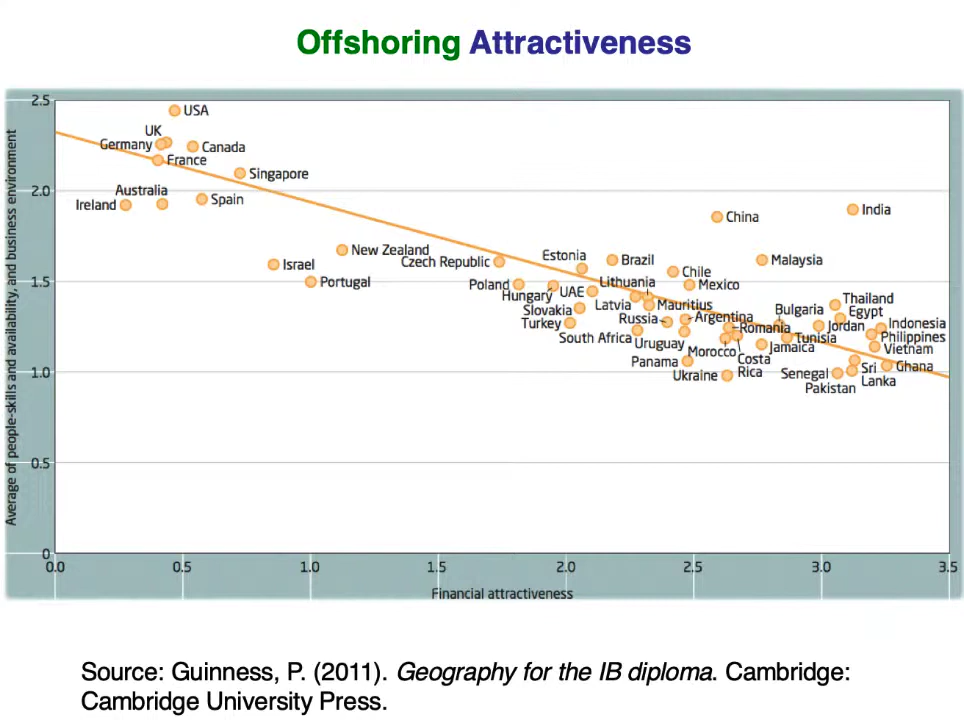 Offshoring Attractiveness
Average of people-skills and availability, and business environment
2.5
2.0
1.5
1.0
0.5
0
USA
UK
Germany
Canada
France
Singapore
Australia
Ireland
Spain
China
India
New Zealand
Israel
Czech Republic
Portugal
Estonia
Brazil
Malaysia
Chile
Poland
Hungary
UAE
Lithuania
Mexico
Slovakia
Latvia
Mauritius
Thailand
Turkey
Russia
Argentina
Bulgaria
Egypt
South Africa
Uruguay
Romania
Jordan
Indonesia
Morocco
Tunisia
Philippines
Panama
Costa
Rica
Jamaica
Vietnam
Ukraine
Senegal
Sri
Lanka
Ghana
Pakistan
0.0 0.5 1.0 1.5 2.0 2.5 3.0 3.5
Financial attractiveness
Source: Guinness, P. (2011). Geography for the IB diploma. Cambridge:
Cambridge University Press.